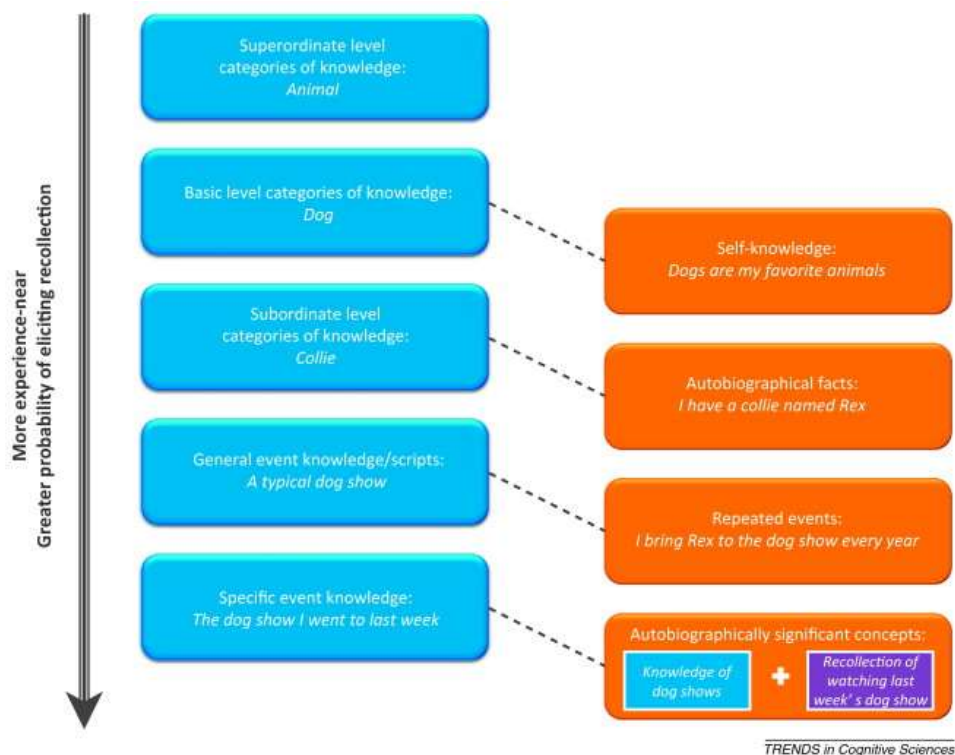 More experience-near
Greater probability of eliciting recollection
Superordinate level
categories of knowledge:
Animal
Basic level categories of knowledge:
Dog
Subordinate level
categories of knowledge:
Collie
General event knowledge/scripts:
A typical dog show
Specific event knowledge:
The dog show I went to last week
Self-knowledge:
Dogs are my favorite animals
Autobiographical facts:
I have a collie named Rex
Repeated events:
I bring Rex to the dog show every year
Autobiographically significant concepts:
Knowledge of
dog shows
+
Recollection of
watching last
week's dog show
TRENDS in Cognitive Sciences